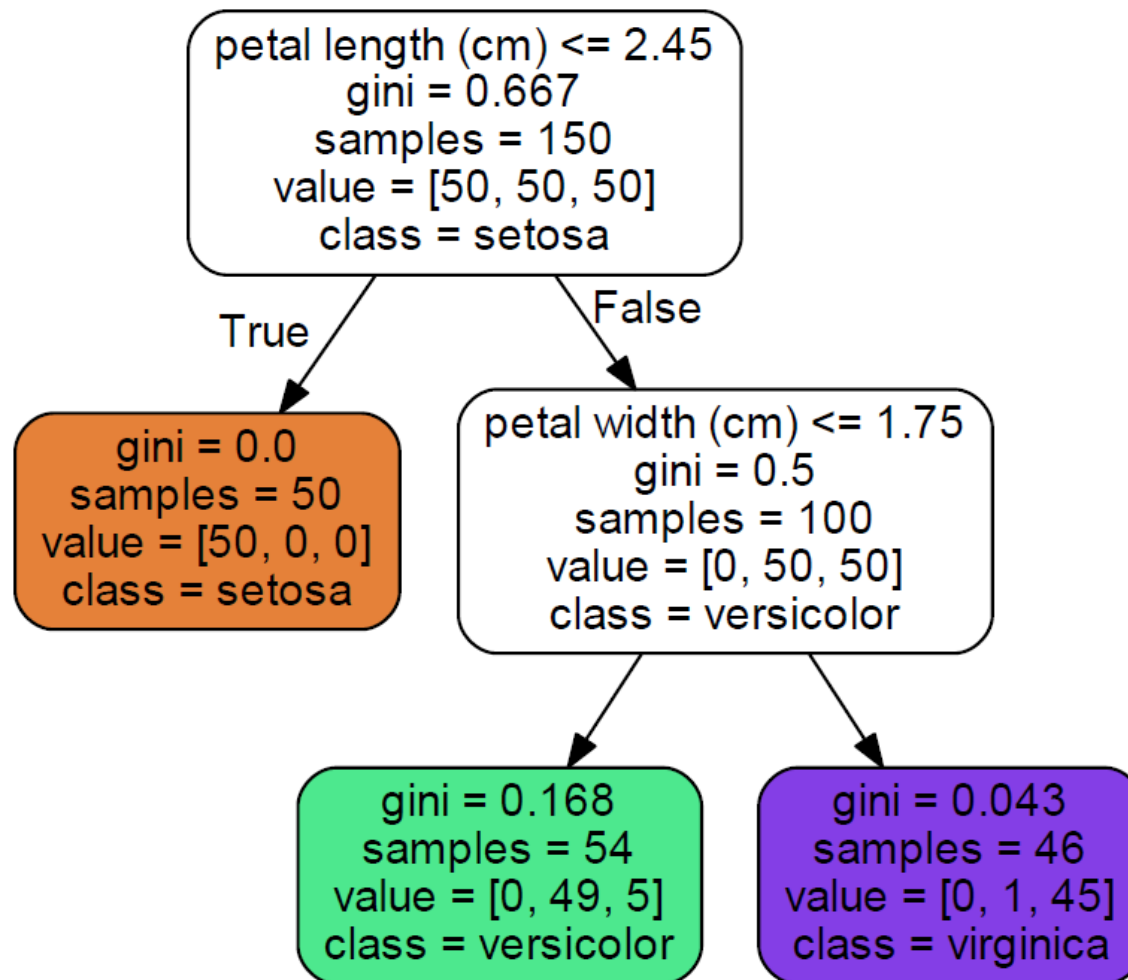 petal length (cm) <= 2.45
gini = 0.667
samples = 150
value = [50, 50, 50]
class = setosa
True
False
gini = 0.0
samples = 50
value = [50, 0, 0]
class = setosa
petal width (cm) <= 1.75
gini = 0.5
samples = 100
value = [0, 50, 50]
class = versicolor
gini = 0.168
samples = 54
value = [0, 49, 5]
class = versicolor
gini = 0.043
samples = 46
value = [0, 1, 45]
class = virginica